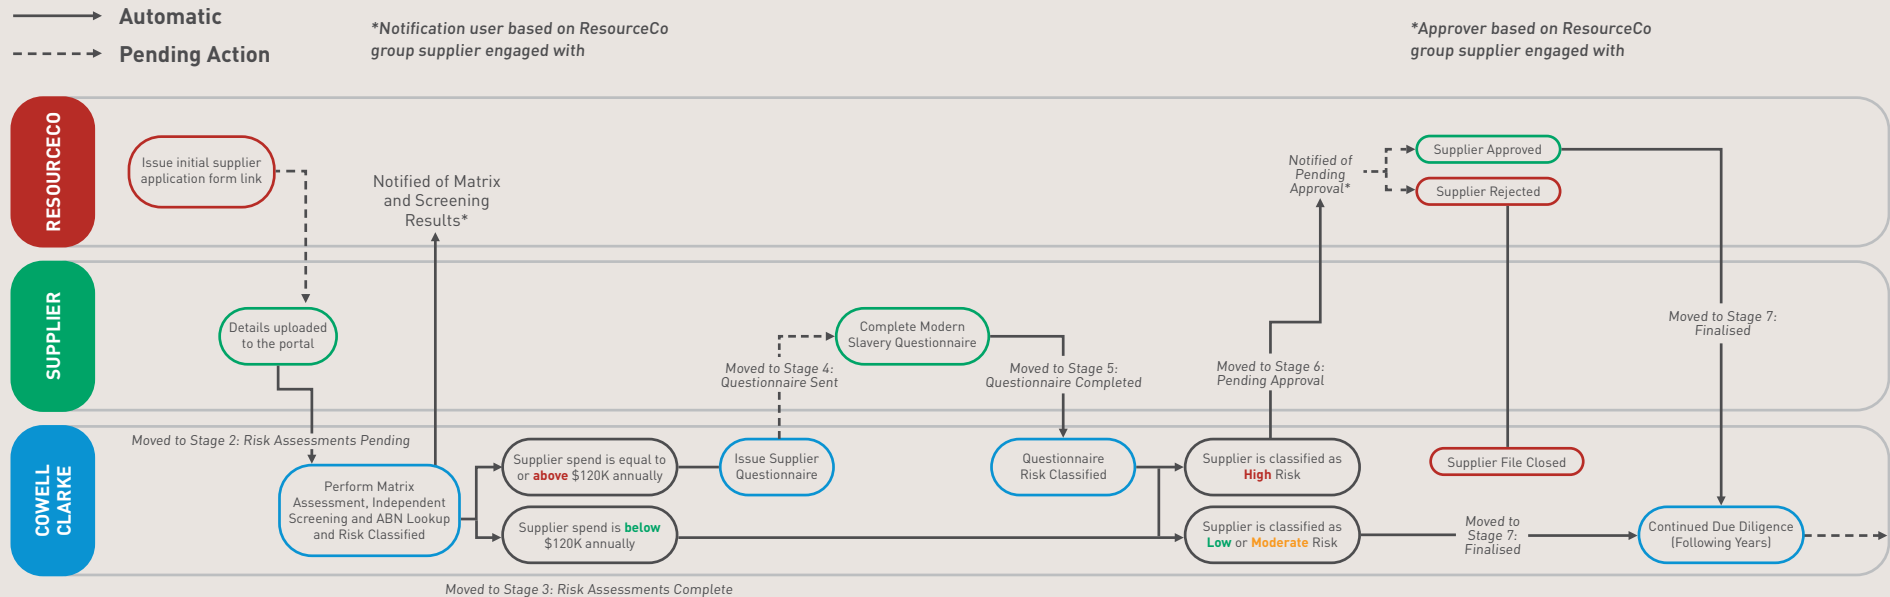 Automatic
Pending Action
*Notification user based on ResourceCo
group supplier engaged with
*Approver based on ResourceCo
group supplier engaged with
RESOURCECO
Issue initial supplier
application form link
Notified of Matrix
and Screening
Results*
Notified of
Pending
Approval*
Supplier Approved
Supplier Rejected
SUPPLIER
Details uploaded
to the portal
Complete Modern
Slavery Questionnaire
Moved to Stage 4:
Questionnaire Sent
Moved to Stage 5:
Questionnaire Completed
Moved to Stage 6:
Pending Approval
Moved to Stage 7:
Finalised
COWELL
CLARKE
Moved to Stage 2: Risk Assessments Pending
Perform Matrix
Assessment, Independent
Screening and ABN Lookup
and Risk Classified
Supplier spend is equal to
or above $120K annually
Supplier spend is below
$120K annually
Issue Supplier
Questionnaire
Questionnaire
Risk Classified
Supplier is classified as
High Risk
Supplier is classified as
Low or Moderate Risk
Supplier File Closed
Moved to
Stage 7:
Finalised
Continued Due Diligence
(Following Years)
Moved to Stage 3: Risk Assessments Complete